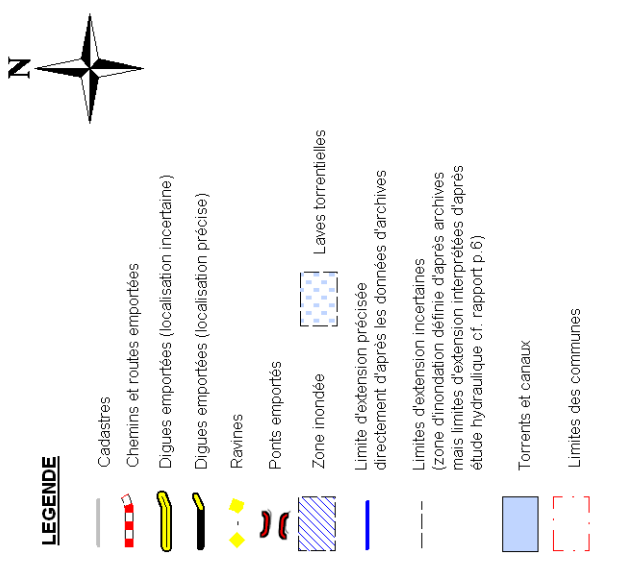 N
LEGENDE
Cadastres
Chemins et routes emportées
Digues emportées (localisation incertaine)
Digues emportées (localisation précise)
Ravines
Ponts emportés
Zone inondée
Laves torrentielles
Limite d'extension précisée
directement d'après les données d'archives
Limites d'extension incertaines
(zone d'inondation définie d'après archives
mais limites d'extension interprétées d'après
étude hydraulique cf. rapport p.6)
Torrents et canaux
Limites des communes